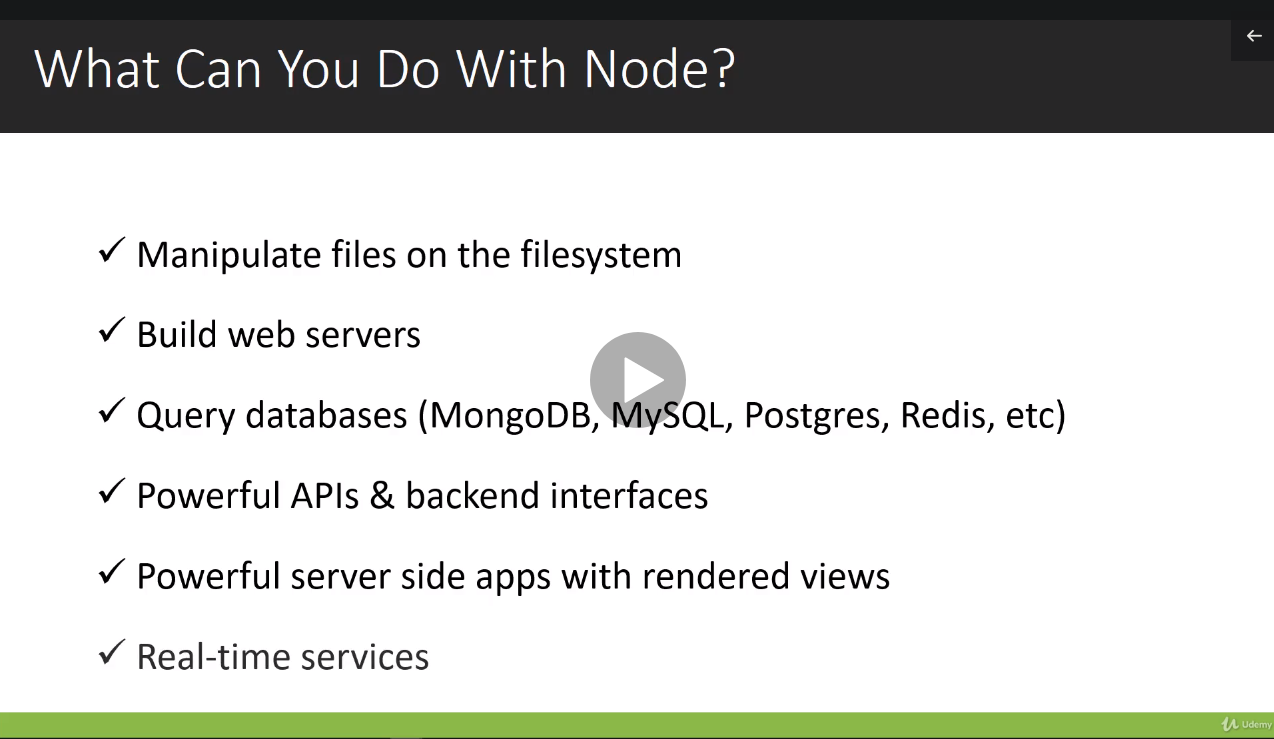 What Can You Do With Node?
✓ Manipulate files on the filesystem
✓ Build web servers
✓ Query databases (MongoDB, MySQL, Postgres, Redis, etc)
✓ Powerful APIs & backend interfaces
✓ Powerful server side apps with rendered views
✓ Real-time services
Udemy